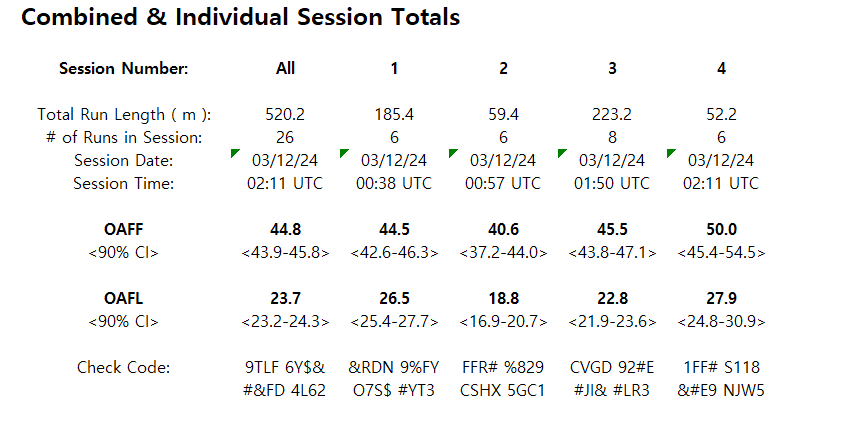 Combined & Individual Session Totals
Session Number: All 1 2 3 4
Total Run Length ( m ): 520.2 185.4 59.4 223.2 52.2
# of Runs in Session: 26 6 6 8 6
Session Date: 03/12/24 03/12/24 03/12/24 03/12/24 03/12/24
Session Time: 02:11 UTC 00:38 UTC 00:57 UTC 01:50 UTC 02:11 UTC
OAFF 44.8 44.5 40.6 45.5 50.0
<90% CI> <43.9-45.8> <42.6-46.3> <37.2-44.0> <43.8-47.1> <45.4-54.5>
OAFL 23.7 26.5 18.8 22.8 27.9
<90% CI> <23.2-24.3> <25.4-27.7> <16.9-20.7> <21.9-23.6> <24.8-30.9>
Check Code: 9TLF 6Y$& &RDN 9%FY FFR# %829 CVGD 92#E 1FF# S118
#&FD 4L62 O7S$ #YT3 CSHX 5GC1 #JI& #LR3 &#E9 NJW5